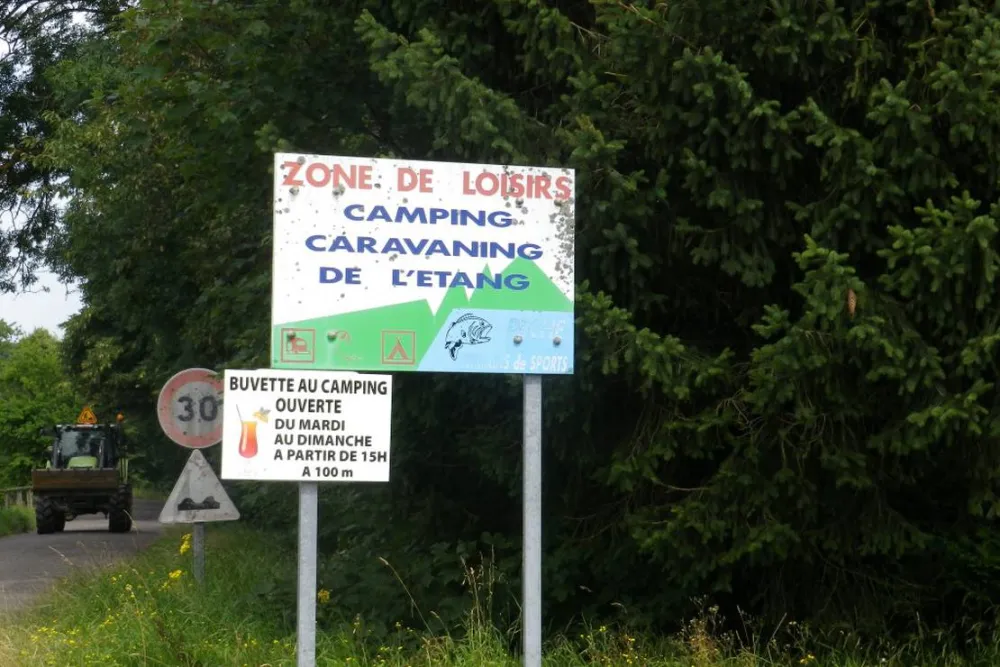 ZONE DE LOISIRS
CAMPING
CARAVANING
DE L'ETANG
de SPORTS
30
BUVETTE AU CAMPING
OUVERTE
DU MARDI
AU DIMANCHE
A PARTIR DE 15H
A 100 m